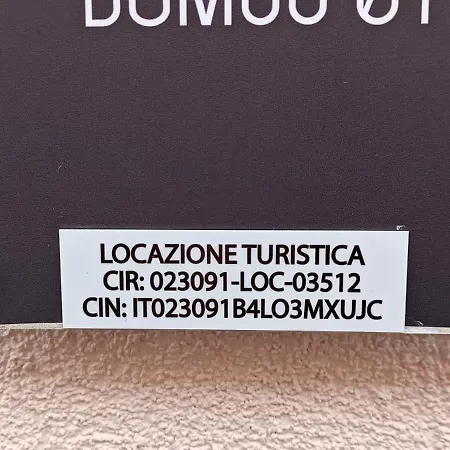 LOCAZIONE TURISTICA
CIR: 023091-LOC-03512
CIN: IT023091B4LO3MXUJC